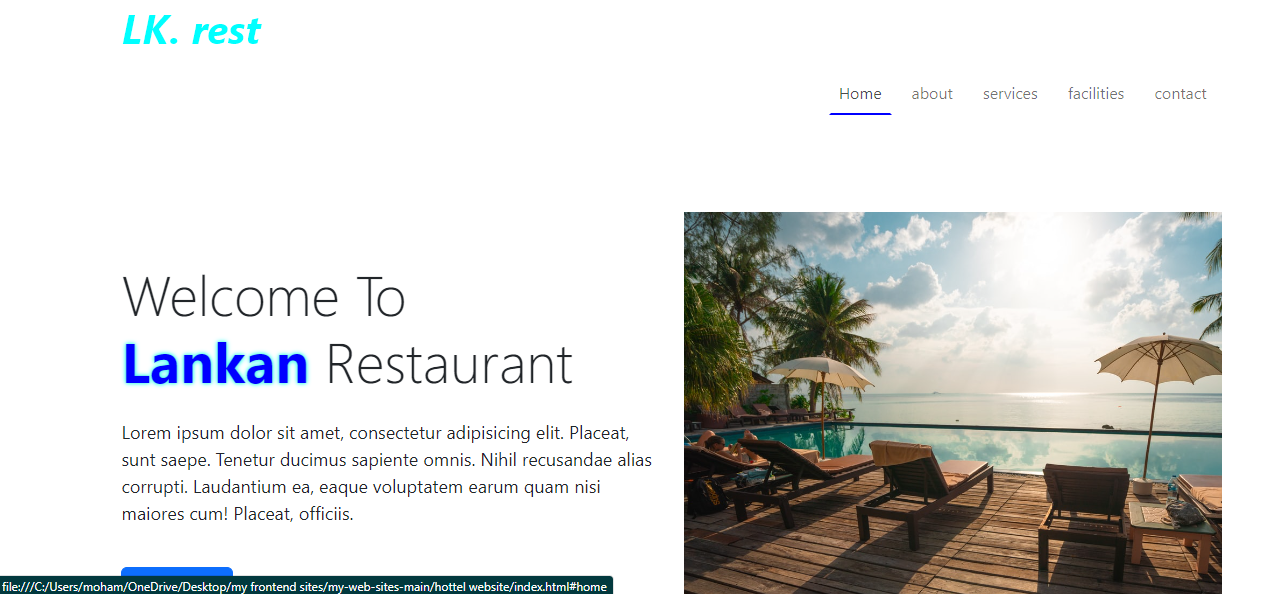 LK. rest
Home about services facilities contact
Welcome To
Lankan Restaurant
Lorem ipsum dolor sit amet, consectetur adipisicing elit. Placeat,
sunt saepe. Tenetur ducimus sapiente omnis. Nihil recusandae alias
corrupti. Laudantium ea, eaque voluptatem earum quam nisi
maiores cum! Placeat, officiis.
file:///C:/Users/moham/OneDrive/Desktop/my frontend sites/my-web-sites-main/hottel website/index.html#home